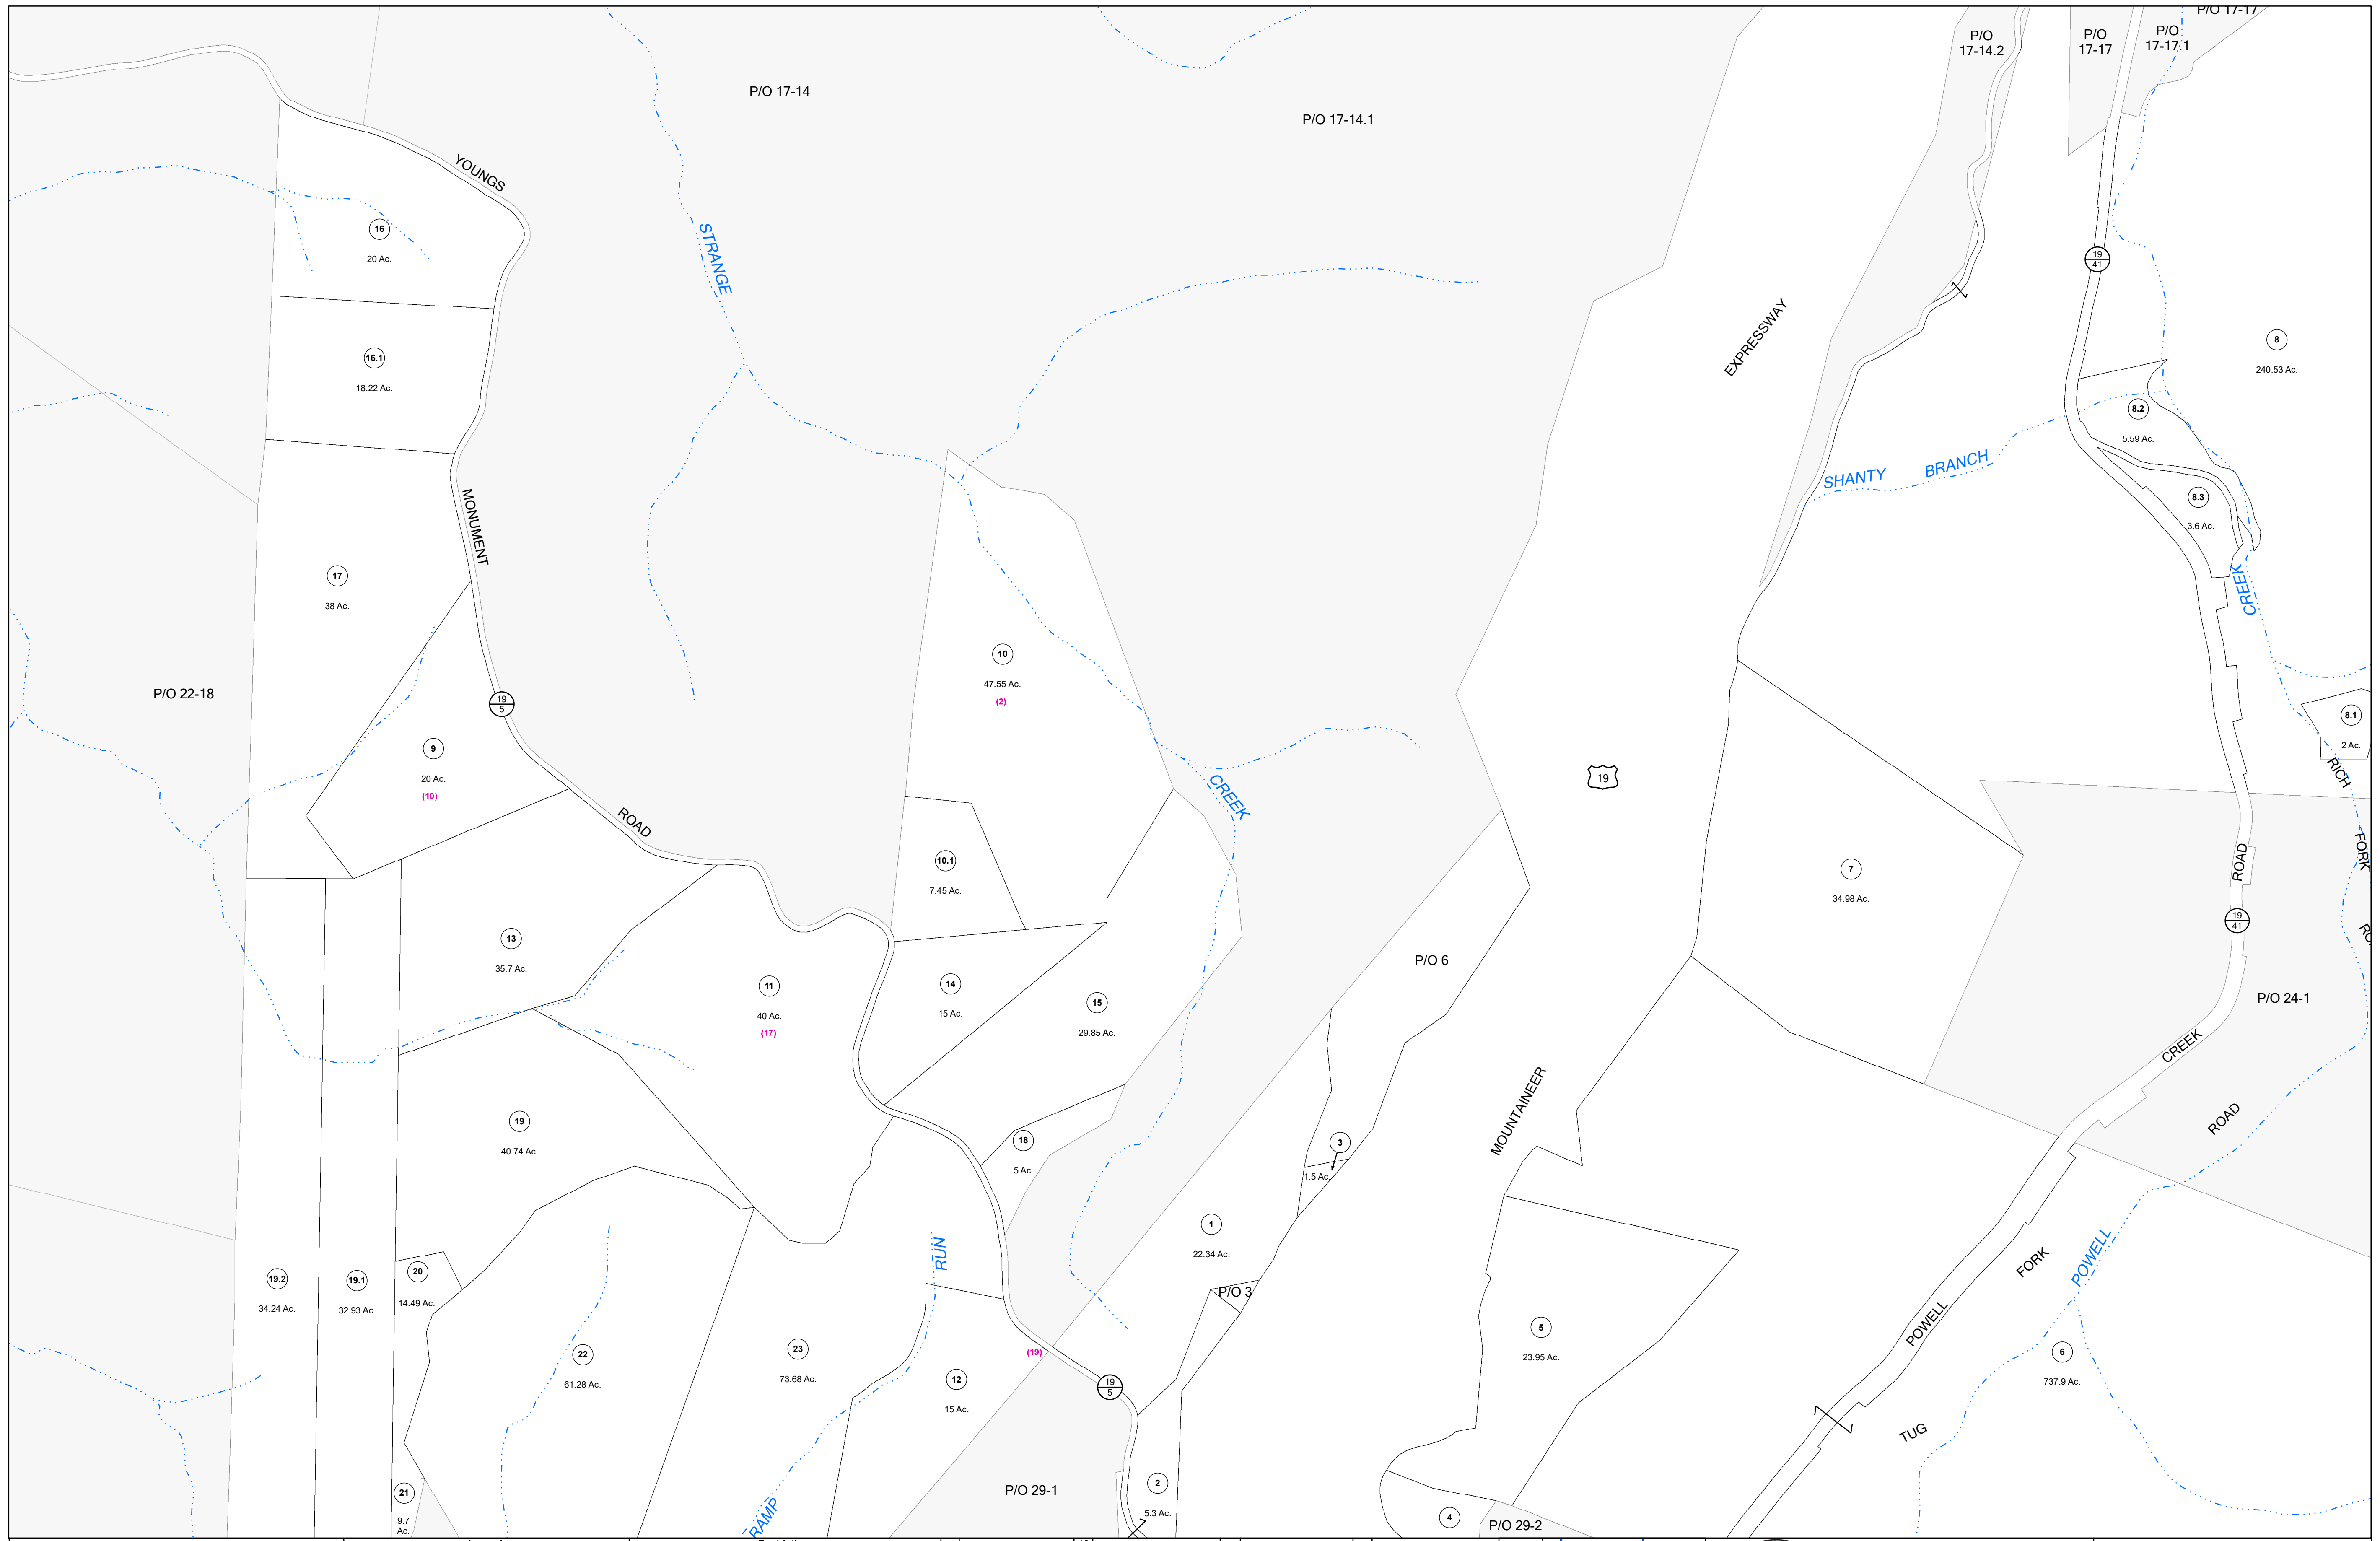 P/O 17-17
P/O
17-14.2
P/O
17-17
P/O
17-17.1
P/O 17-14
P/O 17-14.1
YOUNGS
16
20 Ac.
STRANGE
19
41
EXPRESSWAY
8
240.53 Ac.
16.1
18.22 Ac.
8.2
5.59 Ac.
SHANTY BRANCH
MONUMENT
8.3
3.6 Ac.
17
38 Ac.
CREEK
10
47.55 Ac.
(2)
P/O 22-18
19
5
8.1
2 Ac.
9
20 Ac.
(10)
19
RICH
CREEK
ROAD
FORK
ROAD
10.1
7.45 Ac.
7
34.98 Ac.
19
41
13
35.7 Ac.
P/O 6
11
40 Ac.
(17)
14
15 Ac.
15
29.85 Ac.
P/O 24-1
CREEK
MOUNTAINEER
ROAD
19
40.74 Ac.
18
5 Ac.
3
1.5 Ac.
1
22.34 Ac.
RUN
POWELL
FORK
19.2
34.24 Ac.
19.1
32.93 Ac.
20
14.49 Ac.
P/O 3
POWELL
5
23.95 Ac.
22
61.28 Ac.
23
73.68 Ac.
(19)
6
737.9 Ac.
12
15 Ac.
19
5
TUG
21
9.7
Ac.
RAMP
P/O 29-1
2
5.3 Ac.
4
P/O 29-2